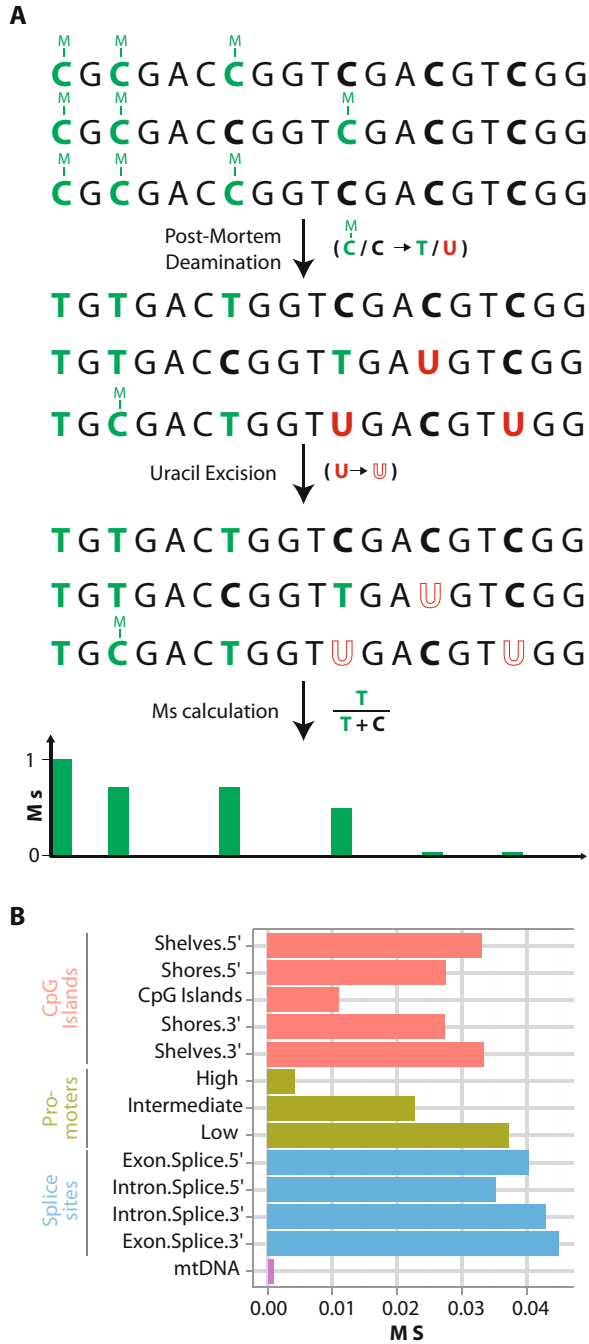 A
M M M
CGCGACCGGTCGACGTCGG
M M M
CGCGACCGGTCGACGTCGG
M M M
CGCGACCGGTCGACGTCGG
Post-Mortem
Deamination
M
(C/C → T/U)
TGTGACTGGTCGACGTCGG
TGTGACCGGTTGAUGTCGG
M
TGCGACTGGTUGACGTUGG
Uracil Excision (U→U)
TGTGACTGGTCGACGTCGG
TGTGACCGGTTGAUGTCGG
M
TGCGACTGGTUGACGTUGG
Ms calculation
T
T+C
1
Ms
0
B
CpG
Islands
Shelves.5'
Shores.5'
CpG Islands
Shores.3'
Shelves.3'
Pro-
moters
High
Intermediate
Low
Splice
sites
Exon.Splice.5'
Intron.Splice.5'
Intron.Splice.3'
Exon.Splice.3'
mtDNA
0.00 0.01 0.02 0.03 0.04
MS